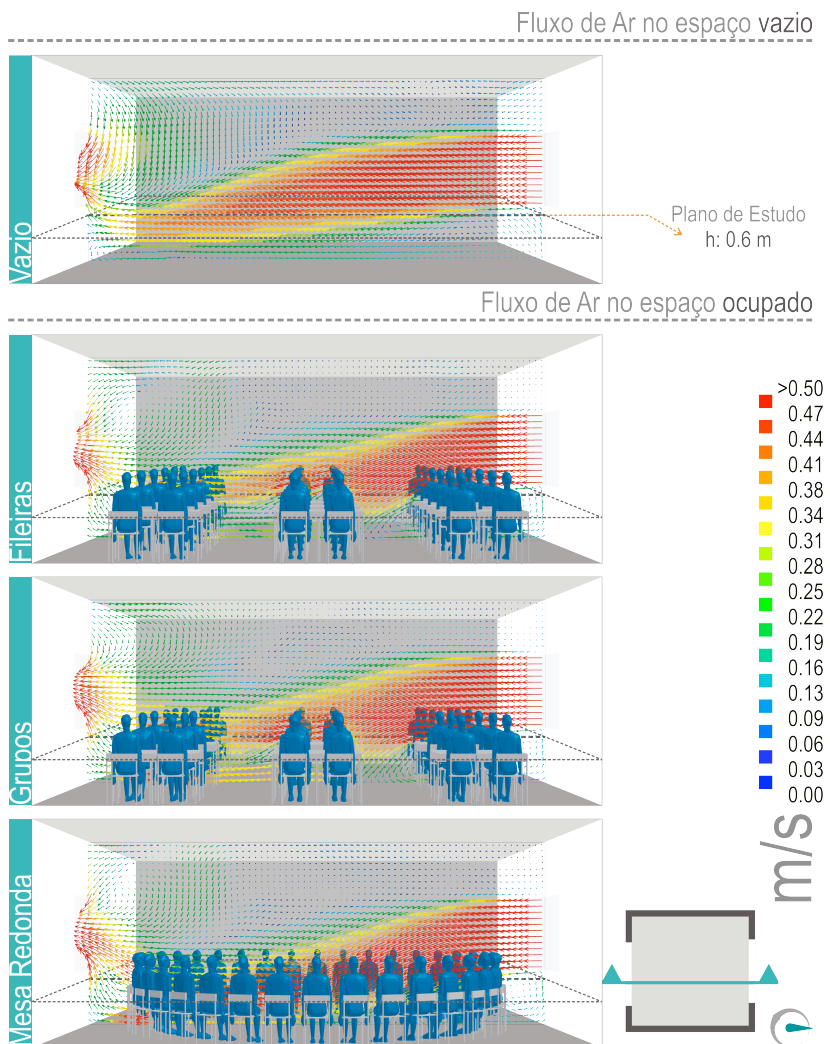 Fluxo de Ar no espaço vazio
Vazio
Plano de Estudo
h: 0.6 m
Fluxo de Ar no espaço ocupado
Fileiras
Grupos
Mesa Redonda
>0.50
0.47
0.44
0.41
0.38
0.34
0.31
0.28
0.25
0.22
0.19
0.16
0.13
0.09
0.06
0.03
0.00
m/s